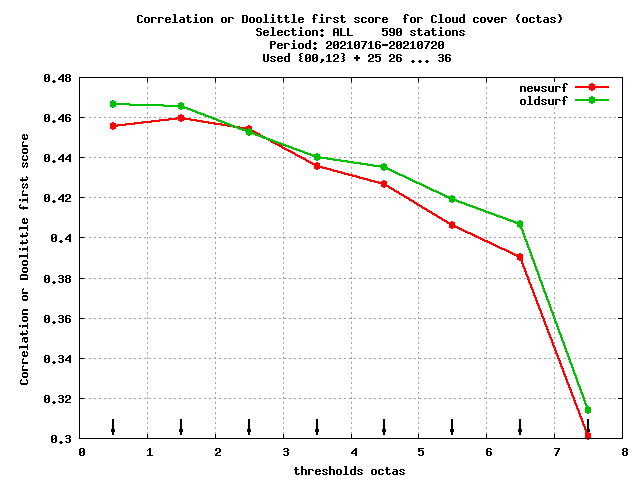 Correlation or Doolittle first score  for Cloud cover (octas)
Selection: ALL    590 stations
Period: 20210716-20210720
Used {00,12} + 25 26 ... 36
newsurf
oldsurf
Correlation or Doolittle first score
0.48
0.46
0.44
0.42
0.4
0.38
0.36
0.34
0.32
0.3
0 1 2 3 4 5 6 7 8
thresholds octas